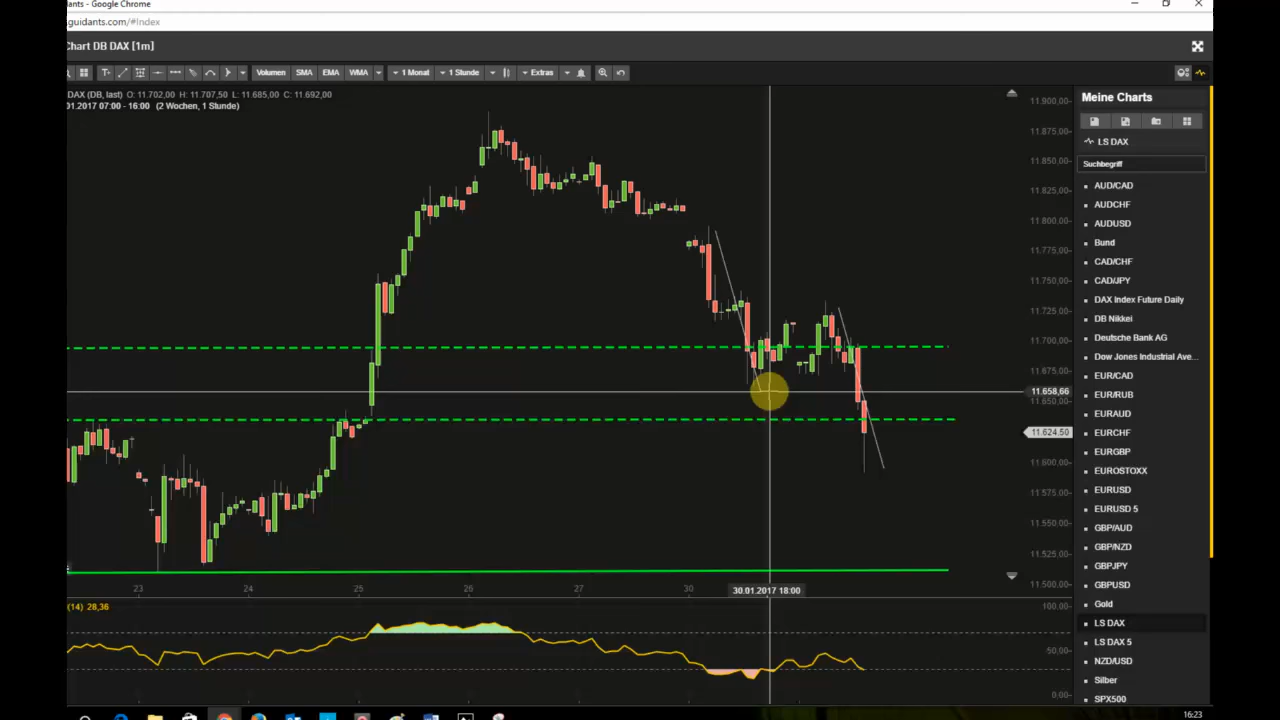 dants - Google Chrome
.guidants.com/#Index
Chart DB DAX [1m]
Volumen SMA EMA WMA 1 Monat 1 Stunde Extras
DAX (DB, last) O: 11.702,00 H: 11.707,50 L: 11.685,00 C: 11.692,00
01.2017 07:00 - 16:00 (2 Wochen, 1 Stunde)
11.900,00
11.875,00
11.850,00
11.825,00
11.800,00
11.775,00
11.750,00
11.725,00
11.700,00
11.675,00
11.658,66
11.650,00
11.624,50
11.600,00
11.575,00
11.550,00
11.525,00
11.500,00
23 24 25 26 27 30
30.01.2017 18:00
(14) 28,36
100.00
50,00
0.00
Meine Charts
LS DAX
Suchbegriff
AUD/CAD
AUDCHF
AUDUSD
Bund
CAD/CHF
CAD/JPY
DAX Index Future Daily
DB Nikkei
Deutsche Bank AG
Dow Jones Industrial Ave...
EUR/CAD
EUR/RUB
EURAUD
EURCHF
EURGBP
EUROSTOXX
EURUSD
EURUSD 5
GBP/AUD
GBP/NZD
GBPJPY
GBPUSD
Gold
LS DAX
LS DAX 5
NZD/USD
Silber
SPX500
16:23